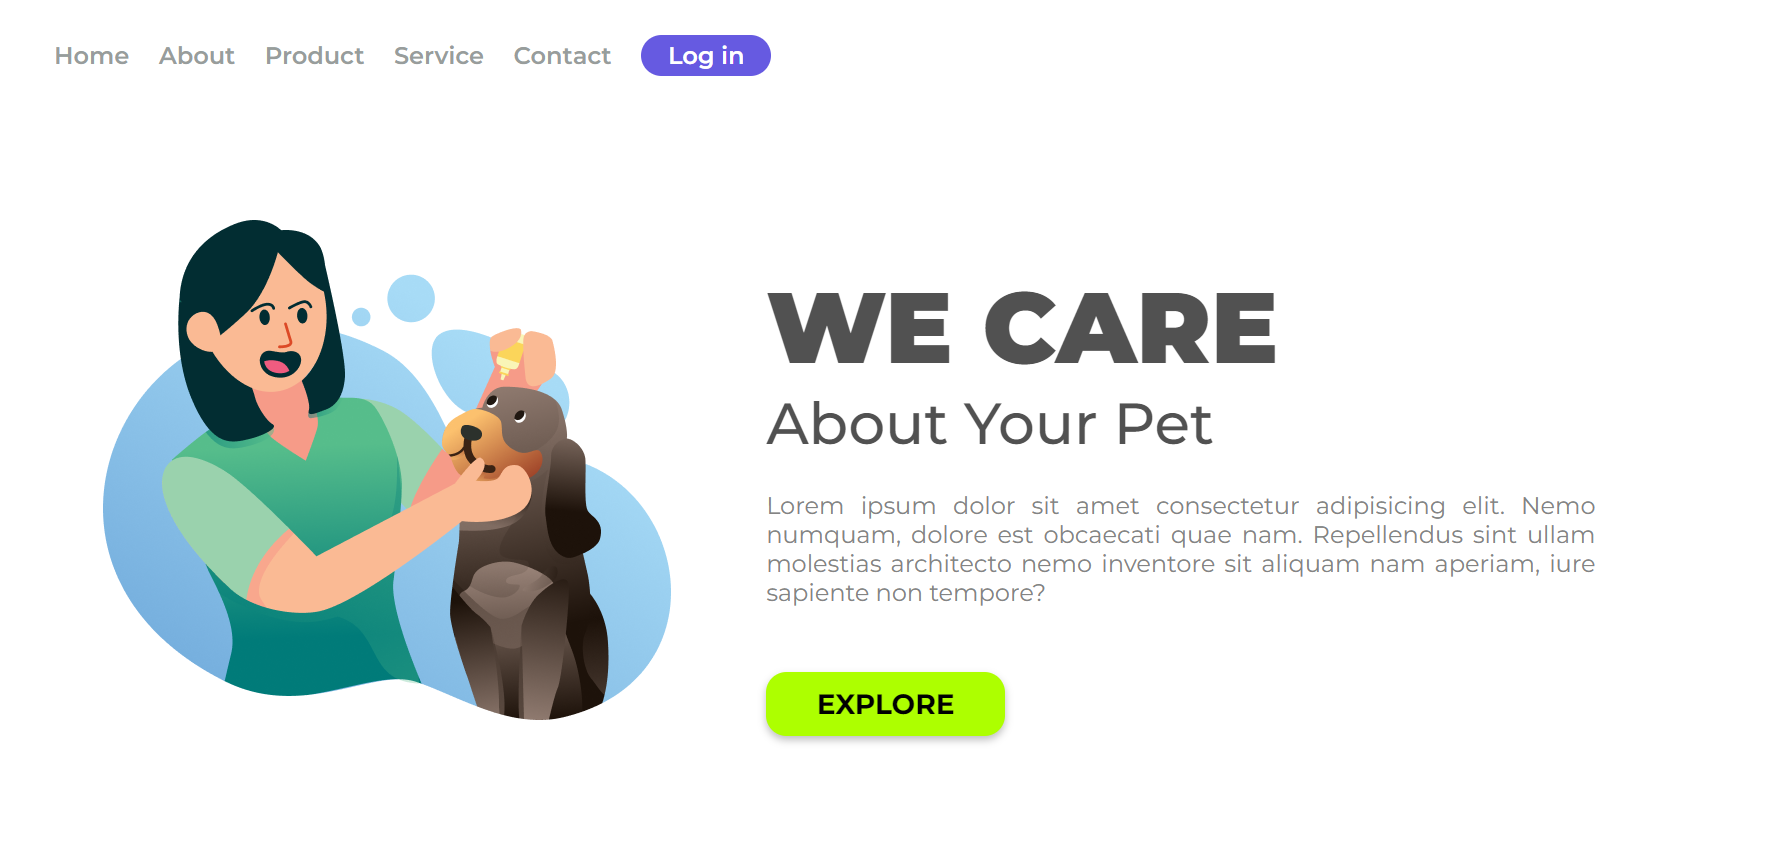 Home About Product Service Contact Log in
WE CARE
About Your Pet
Lorem ipsum dolor sit amet consectetur adipisicing elit. Nemo
numquam, dolore est obcaecati quae nam. Repellendus sint ullam
molestias architecto nemo inventore sit aliquam nam aperiam, iure
sapiente non tempore?
EXPLORE